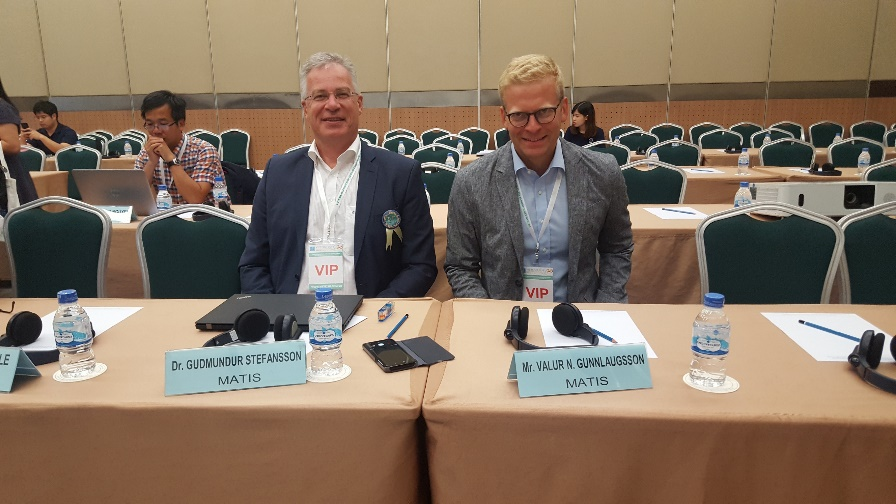 VIP
VIP
LE
Dr. GUDMUNDUR STEFANSSON
MATIS
Mr. VALUR N. GUNNLAUGSSON
MATIS